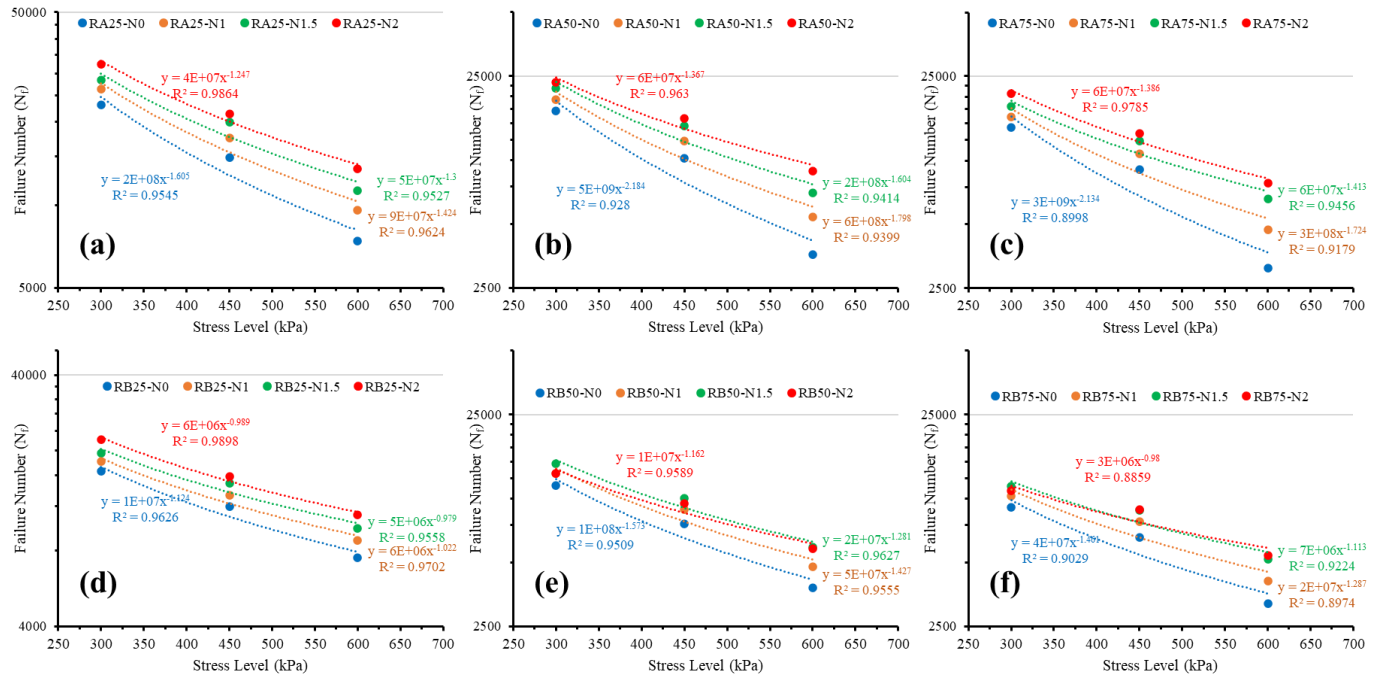 RA25-N0 RA25-N1 RA25-N1.5 RA25-N2
50000
5000
Failure Number (Nf)
y = 4E+07x^-1.247
R² = 0.9864
y = 2E+08x^-1.605
R² = 0.9545
y = 5E+07x^-1.3
R² = 0.9527
y = 9E+07x^-1.424
R² = 0.9624
(a)
250 300 350 400 450 500 550 600 650 700
Stress Level (kPa)
RA50-N0 RA50-N1 RA50-N1.5 RA50-N2
25000
2500
Failure Number (Nf)
y = 6E+07x^-1.367
R² = 0.963
y = 5E+09x^-2.184
R² = 0.928
y = 2E+08x^-1.604
R² = 0.9414
y = 6E+08x^-1.798
R² = 0.9399
(b)
250 300 350 400 450 500 550 600 650 700
Stress Level (kPa)
RA75-N0 RA75-N1 RA75-N1.5 RA75-N2
25000
2500
Failure Number (Nf)
y = 6E+07x^-1.386
R² = 0.9785
y = 3E+09x^-2.134
R² = 0.8998
y = 6E+07x^-1.413
R² = 0.9456
y = 3E+08x^-1.724
R² = 0.9179
(c)
250 300 350 400 450 500 550 600 650 700
Stress Level (kPa)
RB25-N0 RB25-N1 RB25-N1.5 RB25-N2
40000
4000
Failure Number (Nf)
y = 6E+06x^-0.989
R² = 0.9898
y = 1E+07x^-1.124
R² = 0.9626
y = 5E+06x^-0.979
R² = 0.9558
y = 6E+06x^-1.022
R² = 0.9702
(d)
250 300 350 400 450 500 550 600 650 700
Stress Level (kPa)
RB50-N0 RB50-N1 RB50-N1.5 RB50-N2
25000
2500
Failure Number (Nf)
y = 1E+07x^-1.162
R² = 0.9589
y = 1E+08x^-1.575
R² = 0.9509
y = 2E+07x^-1.281
R² = 0.9627
y = 5E+07x^-1.427
R² = 0.9555
(e)
250 300 350 400 450 500 550 600 650 700
Stress Level (kPa)
RB75-N0 RB75-N1 RB75-N1.5 RB75-N2
25000
2500
Failure Number (Nf)
y = 3E+06x^-0.98
R² = 0.8859
y = 4E+07x
R² = 0.9029
y = 7E+06x^-1.113
R² = 0.9224
y = 2E+07x^-1.287
R² = 0.8974
(f)
250 300 350 400 450 500 550 600 650 700
Stress Level (kPa)